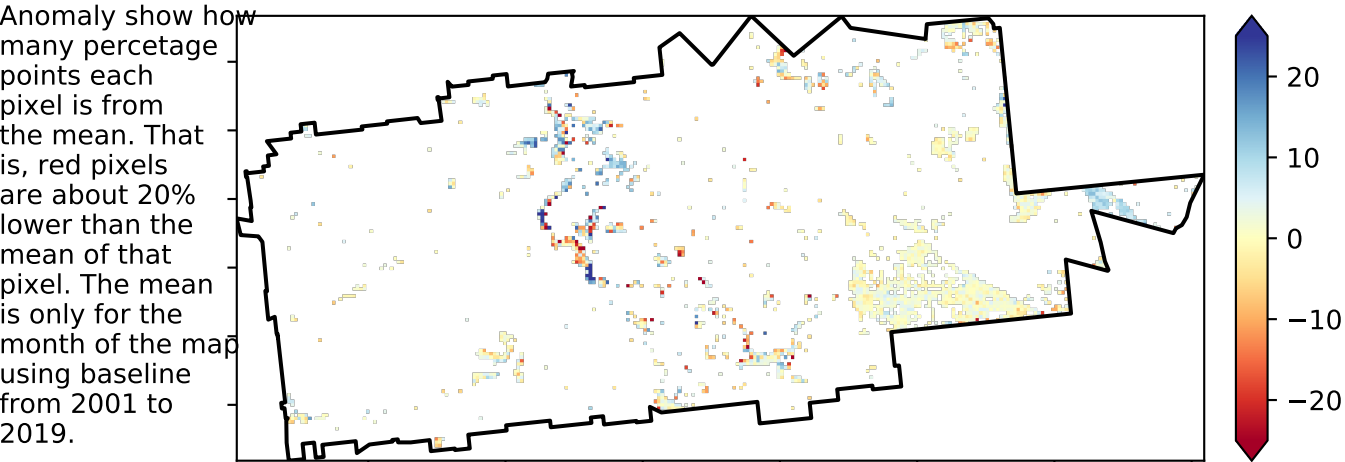 Anomaly show how
many percetage
points each
pixel is from
the mean. That
is, red pixels
are about 20%
lower than the
mean of that
pixel. The mean
is only for the
month of the map
using baseline
from 2001 to
2019.
20
10
0
−10
−20